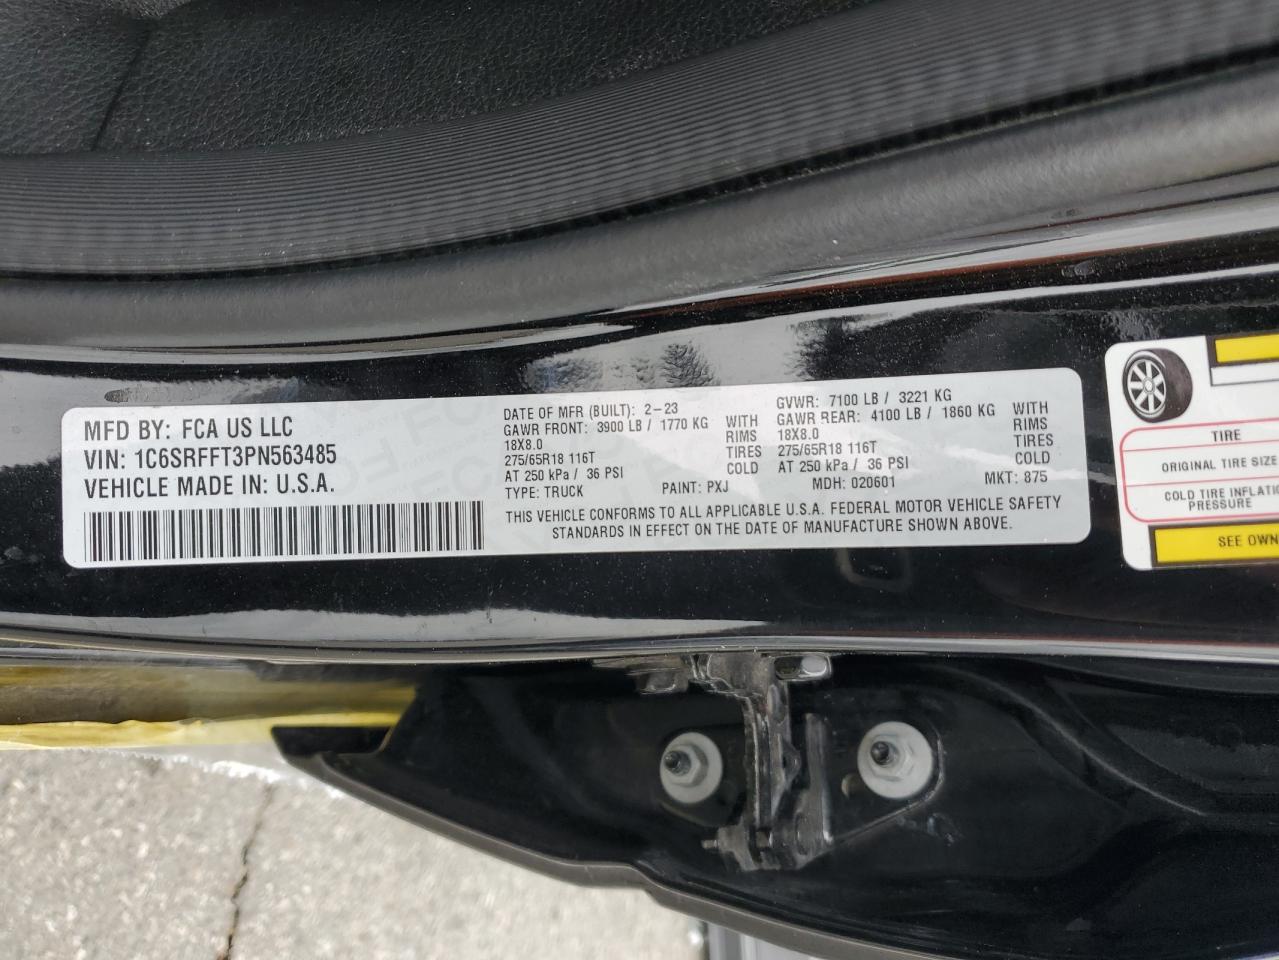 MFD BY: FCA US LLC
VIN: 1C6SRFFT3PN563485
VEHICLE MADE IN: U.S.A.
DATE OF MFR (BUILT): 2-23
GAWR FRONT: 3900 LB / 1770 KG WITH
18X8.0 RIMS
275/65R18 116T TIRES
AT 250 kPa / 36 PSI COLD
TYPE: TRUCK PAINT: PXJ
GVWR: 7100 LB / 3221 KG
GAWR REAR: 4100 LB / 1860 KG WITH
18X8.0 RIMS
275/65R18 116T TIRES
AT 250 kPa / 36 PSI COLD
MDH: 020601 MKT: 875
THIS VEHICLE CONFORMS TO ALL APPLICABLE U.S.A. FEDERAL MOTOR VEHICLE SAFETY
STANDARDS IN EFFECT ON THE DATE OF MANUFACTURE SHOWN ABOVE.
TIRE
ORIGINAL TIRE SIZE
COLD TIRE INFLATI
PRESSURE
SEE OWN